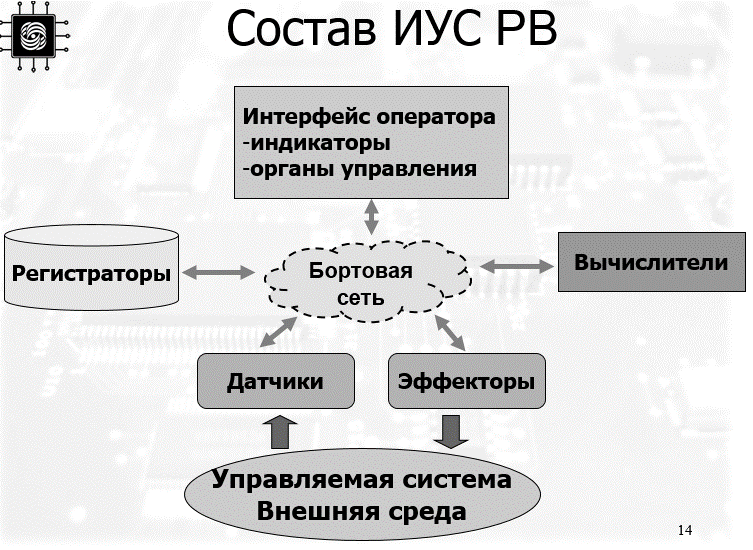 Состав ИУС РВ
Интерфейс оператора
-индикаторы
-органы управления
Регистраторы
Бортовая
сеть
Вычислители
Датчики
Эффекторы
Управляемая система
Внешняя среда
14